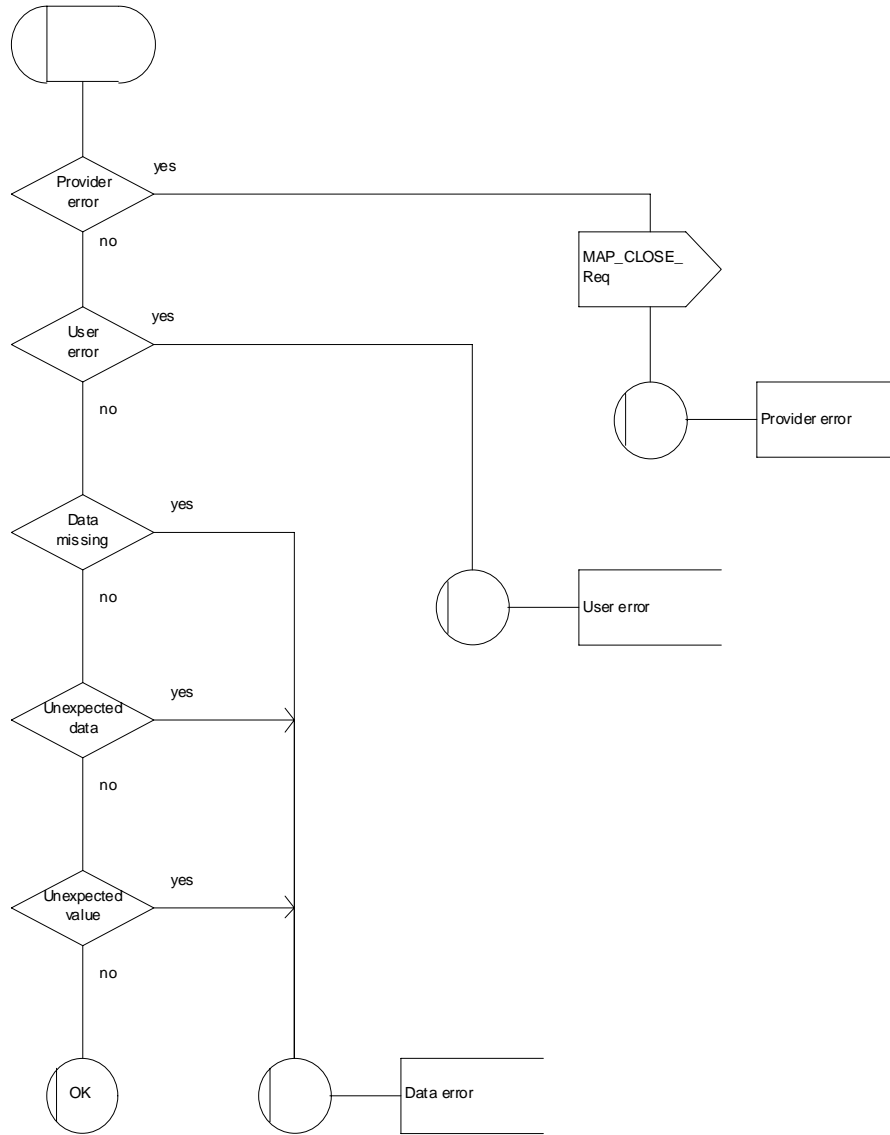 yes
Provider
error
no
MAP_CLOSE_
Req
yes
User
error
no
Provider error
yes
Data
missing
no
User error
yes
Unexpected
data
no
yes
Unexpected
value
no
OK
Data error